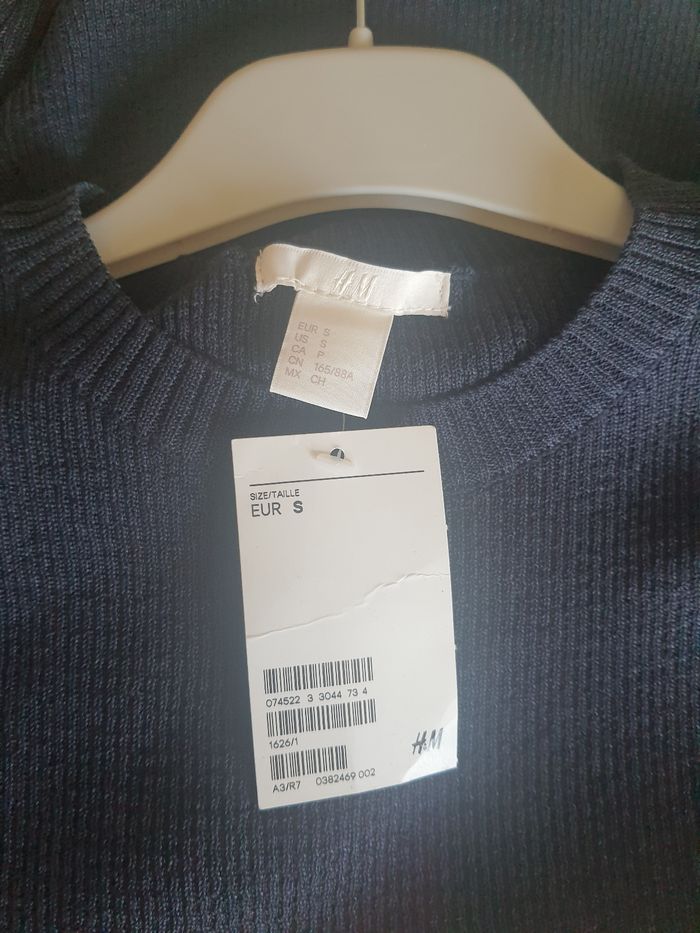 H&M
EUR S
US S
CA P
CN 165/88A
MX CH
SIZE/TAILLE
EUR S
074522 3 3044 73 4
1626/1
H&M
A3/R7 0382469 002